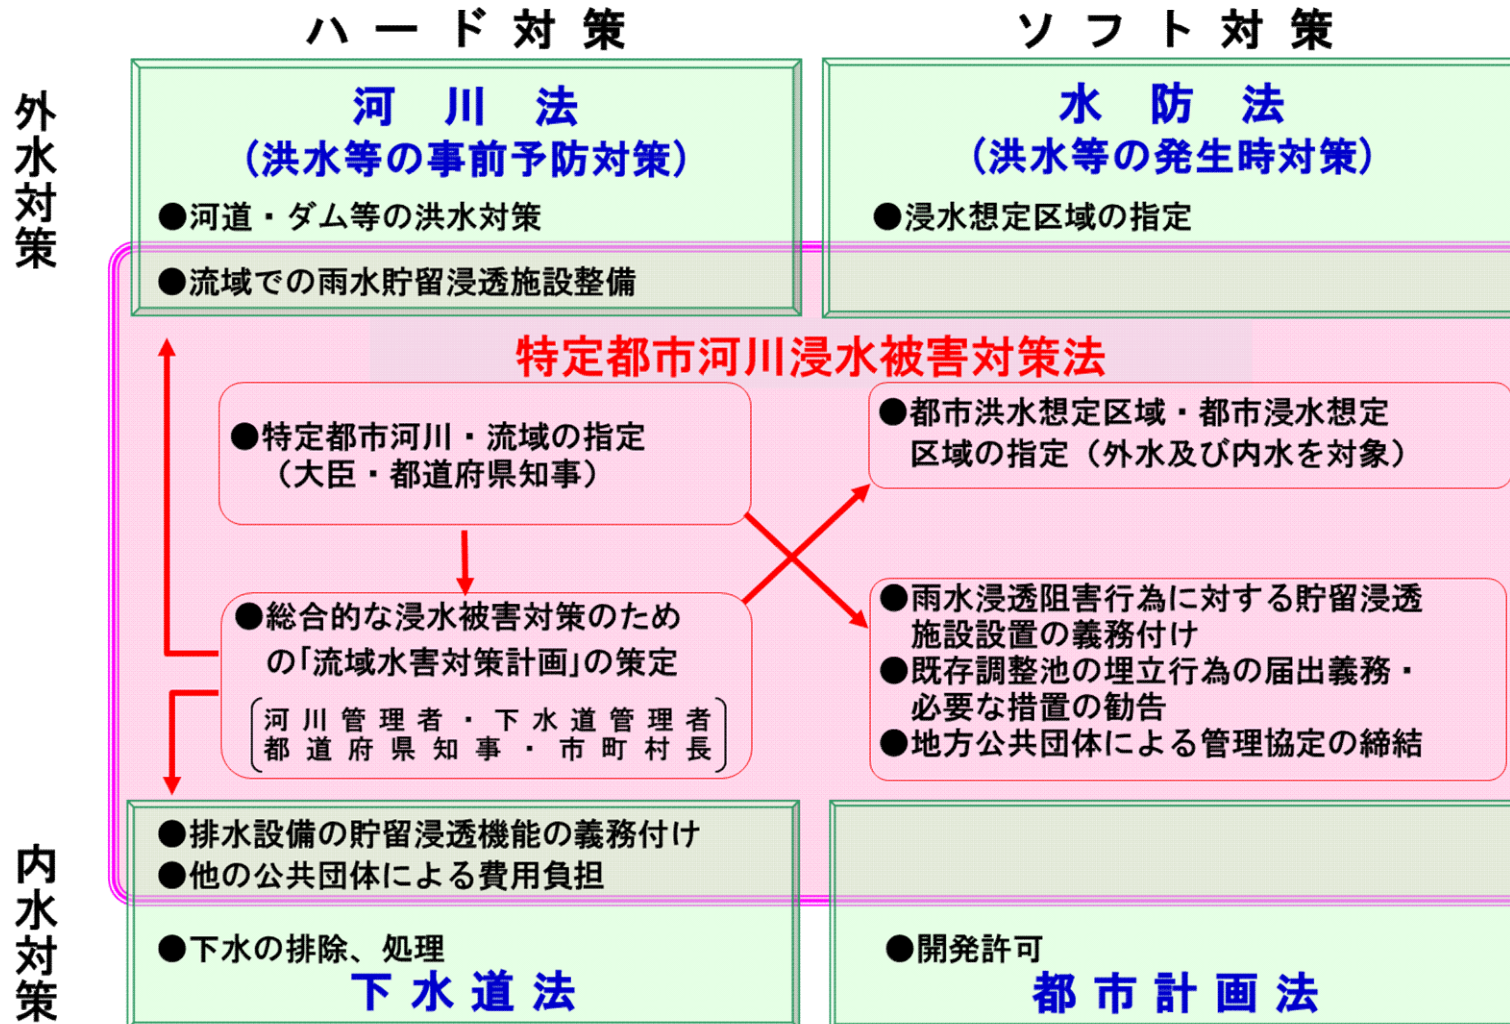 ハード対策
ソフト対策
外水対策
河川法
(洪水等の事前予防対策)
●河道・ダム等の洪水対策
●流域での雨水貯留浸透施設整備
水防法
(洪水等の発生時対策)
●浸水想定区域の指定
特定都市河川浸水被害対策法
●特定都市河川・流域の指定
(大臣・都道府県知事)
●都市洪水想定区域・都市浸水想定
区域の指定(外水及び内水を対象)
●総合的な浸水被害対策のため
の「流域水害対策計画」の策定
河川管理者・下水道管理者
都道府県知事・市町村長
●雨水浸透阻害行為に対する貯留浸透
施設設置の義務付け
●既存調整池の埋立行為の届出義務・
必要な措置の勧告
●地方公共団体による管理協定の締結
内水対策
●排水設備の貯留浸透機能の義務付け
●他の公共団体による費用負担
●下水の排除、処理
下水道法
●開発許可
都市計画法